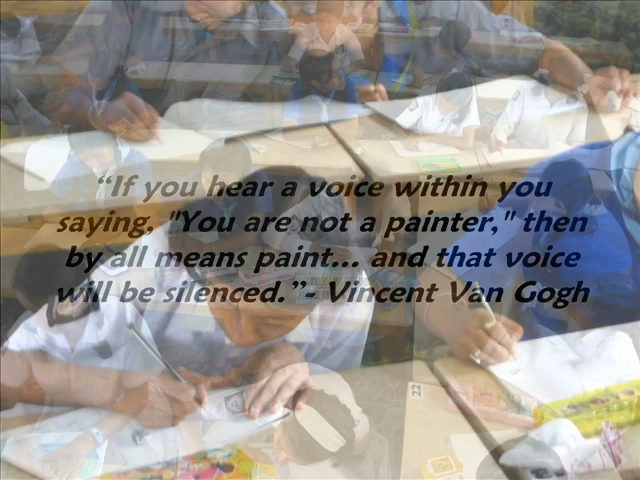 “If you hear a voice within you
saying, "You are not a painter," then
by all means paint... and that voice
will be silenced.”- Vincent Van Gogh
22